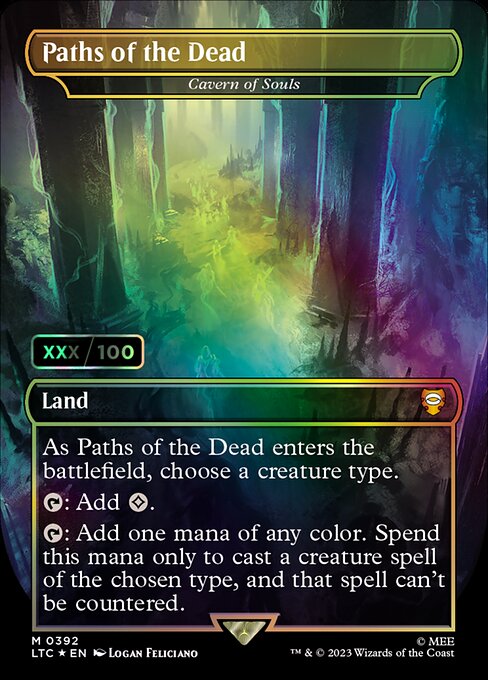 Paths of the Dead
Cavern of Souls
XXX/100
Land
As Paths of the Dead enters the
battlefield, choose a creature type.
: Add .
: Add one mana of any color. Spend
this mana only to cast a creature spell
of the chosen type, and that spell can't
be countered.
M 0392
© MEE
LTC ★ EN Logan Feliciano
™ & © 2023 Wizards of the Coast